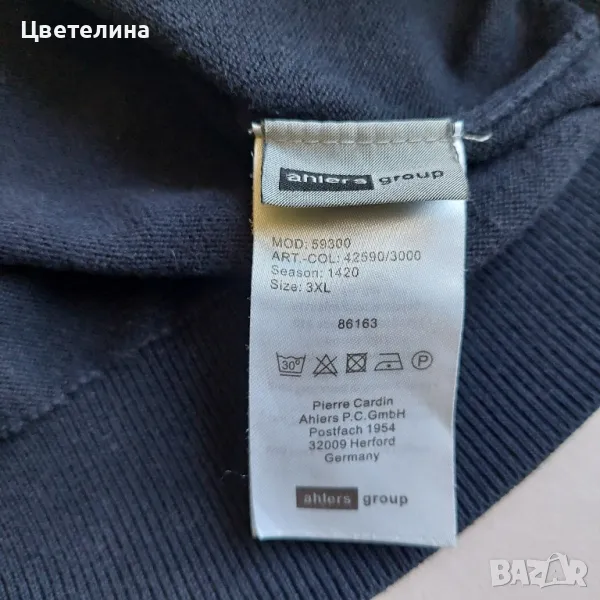 Цветелина
ahlers group
MOD: 59300
ART.-COL: 42590/3000
Season: 1420
Size: 3XL
86163
30°
P
Pierre Cardin
Ahlers P.C.GmbH
Postfach 1954
32009 Herford
Germany
ahlers group
BAZAR